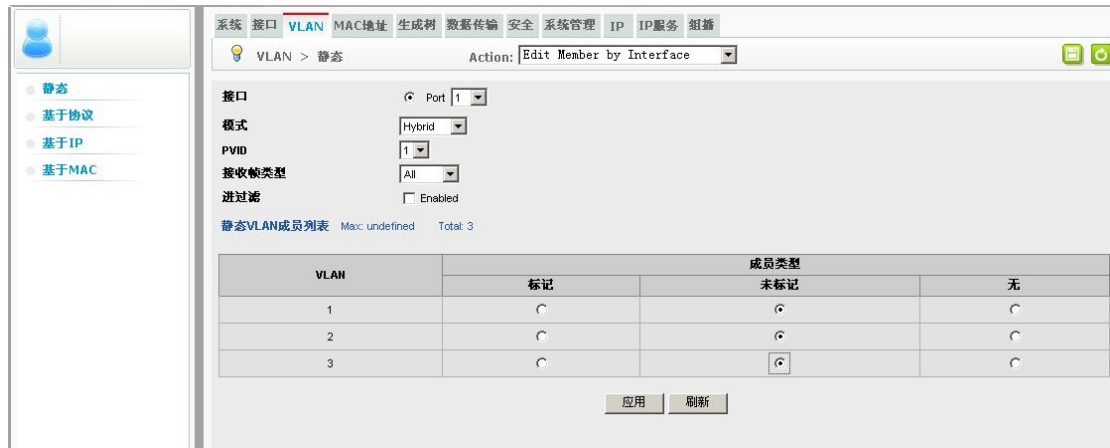 系统 接口 VLAN MAC地址 生成树 数据传输 安全 系统管理 IP IP服务 组播
VLAN > 静态 Action: Edit Member by Interface
静态
基于协议
基于IP
基于MAC
接口 Port 1
模式 Hybrid
PVID 1
接收帧类型 All
进过滤 Enabled
静态VLAN成员列表 Max: undefined Total: 3
VLAN 成员类型
标记 未标记 无
1
2
3
应用 刷新